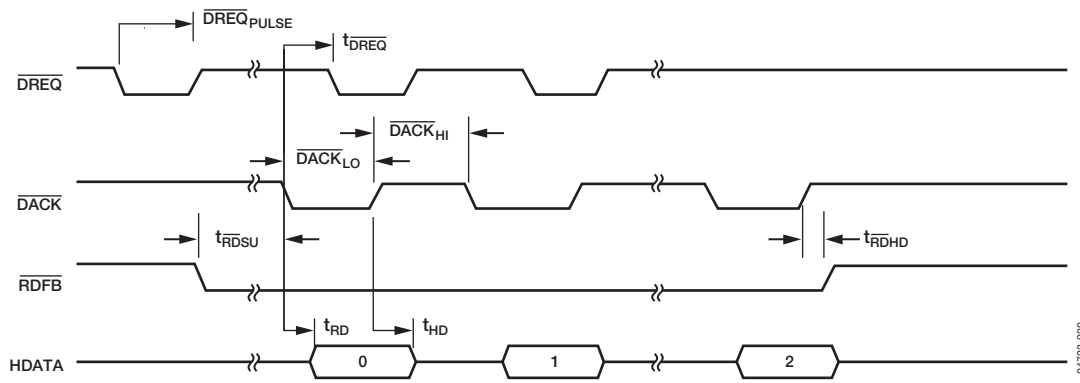 DREQPULSE
tDREQ
DREQ
DACKHI
DACKLO
DACK
tRDSU
tRDHD
RDFB
tRD
tHD
HDATA
0
1
2